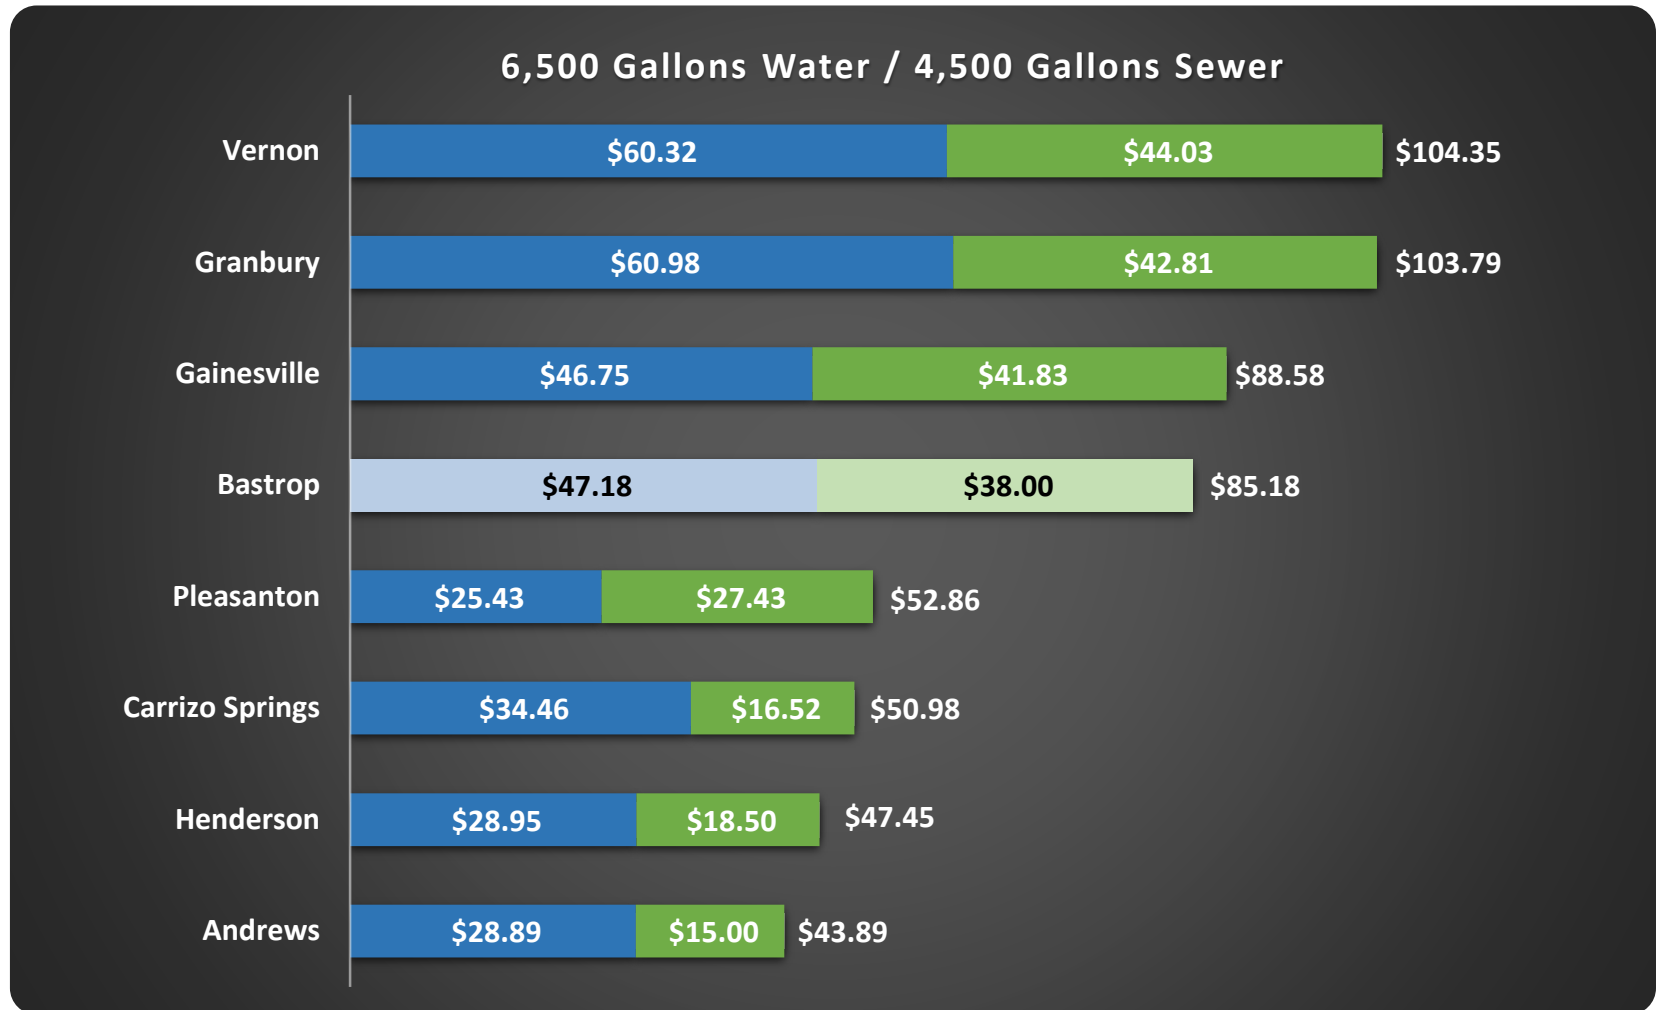 6,500 Gallons Water / 4,500 Gallons Sewer
Vernon $60.32 $44.03 $104.35
Granbury $60.98 $42.81 $103.79
Gainesville $46.75 $41.83 $88.58
Bastrop $47.18 $38.00 $85.18
Pleasanton $25.43 $27.43 $52.86
Carrizo Springs $34.46 $16.52 $50.98
Henderson $28.95 $18.50 $47.45
Andrews $28.89 $15.00 $43.89